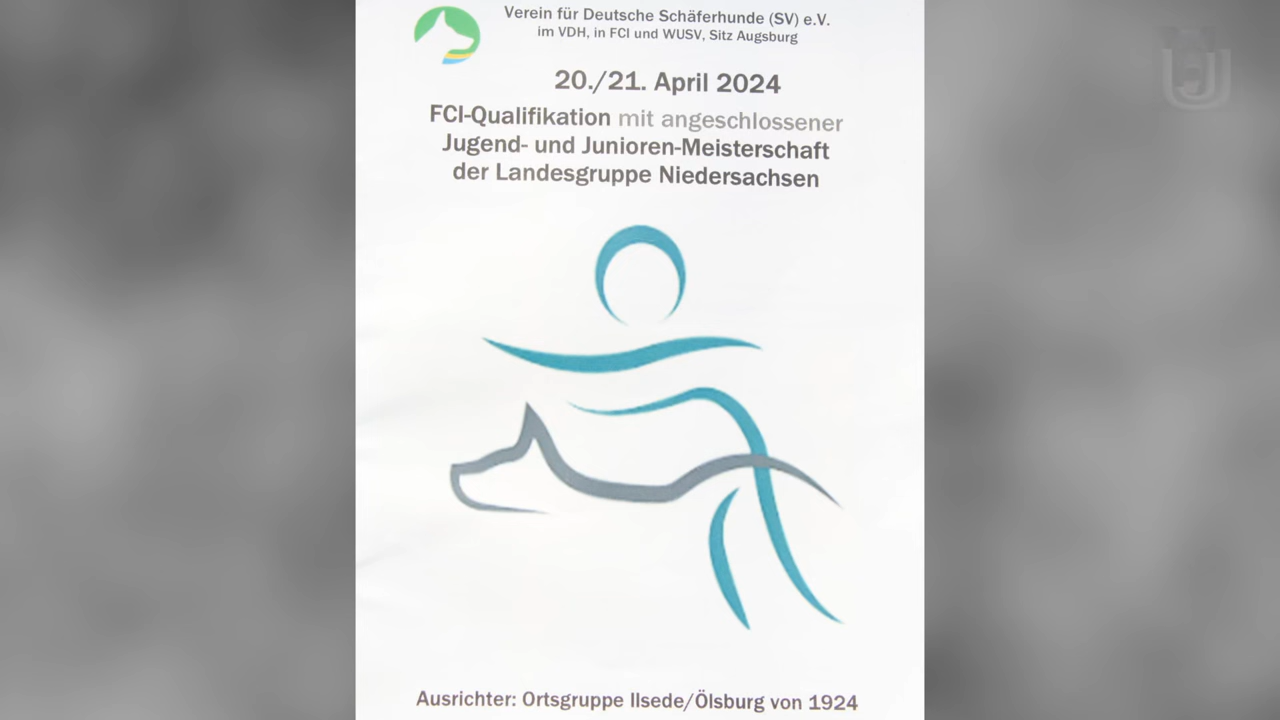 Verein für Deutsche Schäferhunde (SV) e.V.
im VDH, in FCI und WUSV, Sitz Augsburg
20./21. April 2024
FCI-Qualifikation mit angeschlossener
Jugend- und Junioren-Meisterschaft
der Landesgruppe Niedersachsen
Ausrichter: Ortsgruppe Ilsede/Ölsburg von 1924